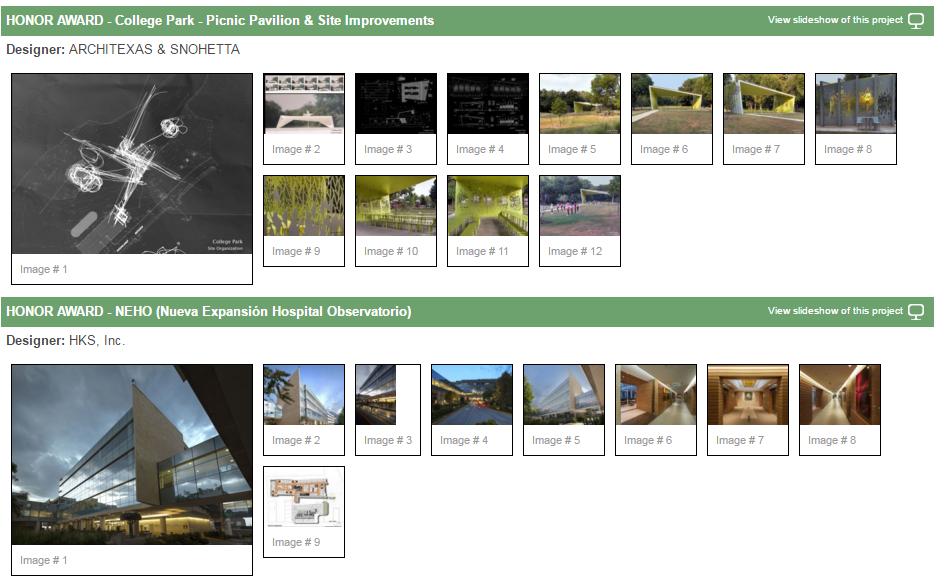 HONOR AWARD - College Park - Picnic Pavilion & Site Improvements
View slideshow of this project
Designer: ARCHITEXAS & SNOHETTA
College Park
Site Organization
Image # 1
Image # 2
Image # 3
Image # 4
Image # 5
Image # 6
Image # 7
Image # 8
Image # 9
Image # 10
Image # 11
Image # 12
HONOR AWARD - NEHO (Nueva Expansión Hospital Observatorio)
View slideshow of this project
Designer: HKS, Inc.
Image # 1
Image # 2
Image # 3
Image # 4
Image # 5
Image # 6
Image # 7
Image # 8
Image # 9